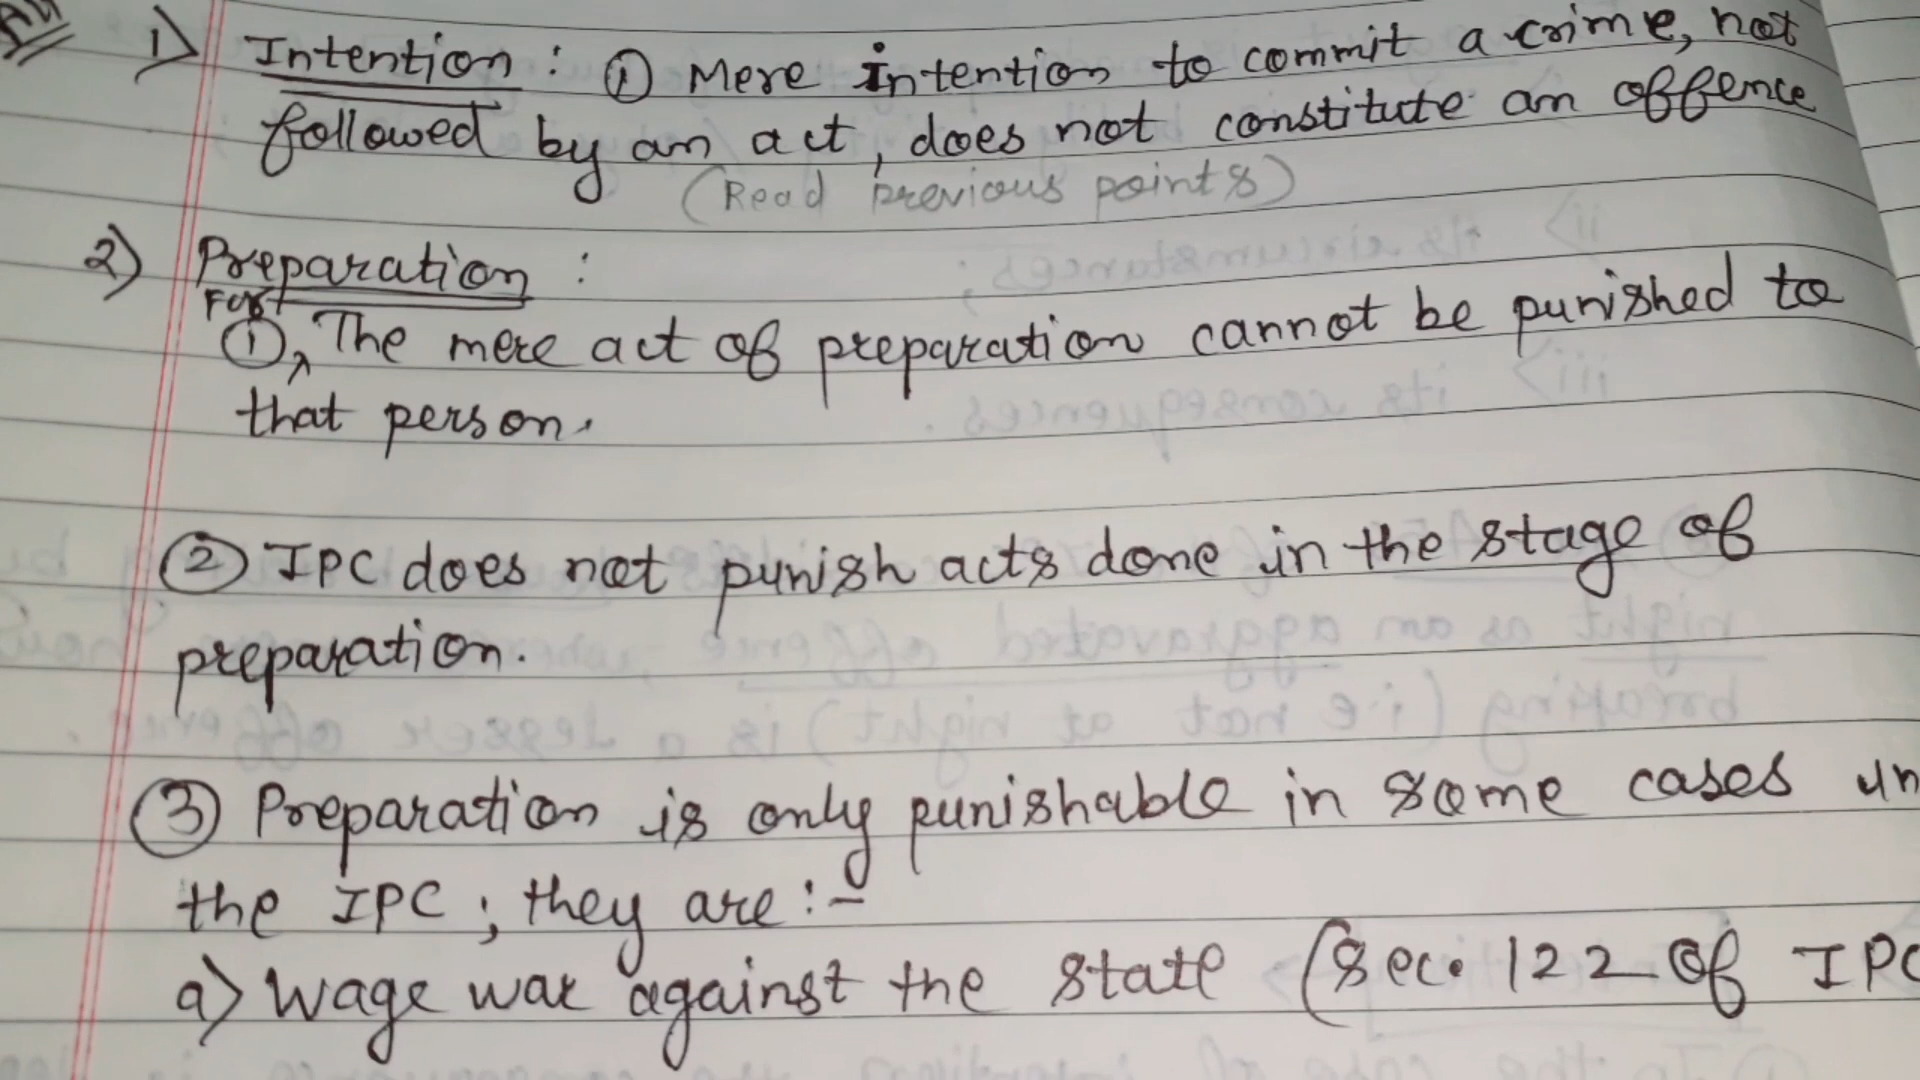 1) Intention : ① Mere intention to commit a crime, not
followed by an act, does not constitute an offence
(Read previous points)
2) Preparation :
For
① The mere act of preparation cannot be punished to
that person.
② IPC does not punish acts done in the stage of
preparation.
③ Preparation is only punishable in some cases un
the IPC ; they are :-
a) Wage war against the state (Sec. 122 of IPC